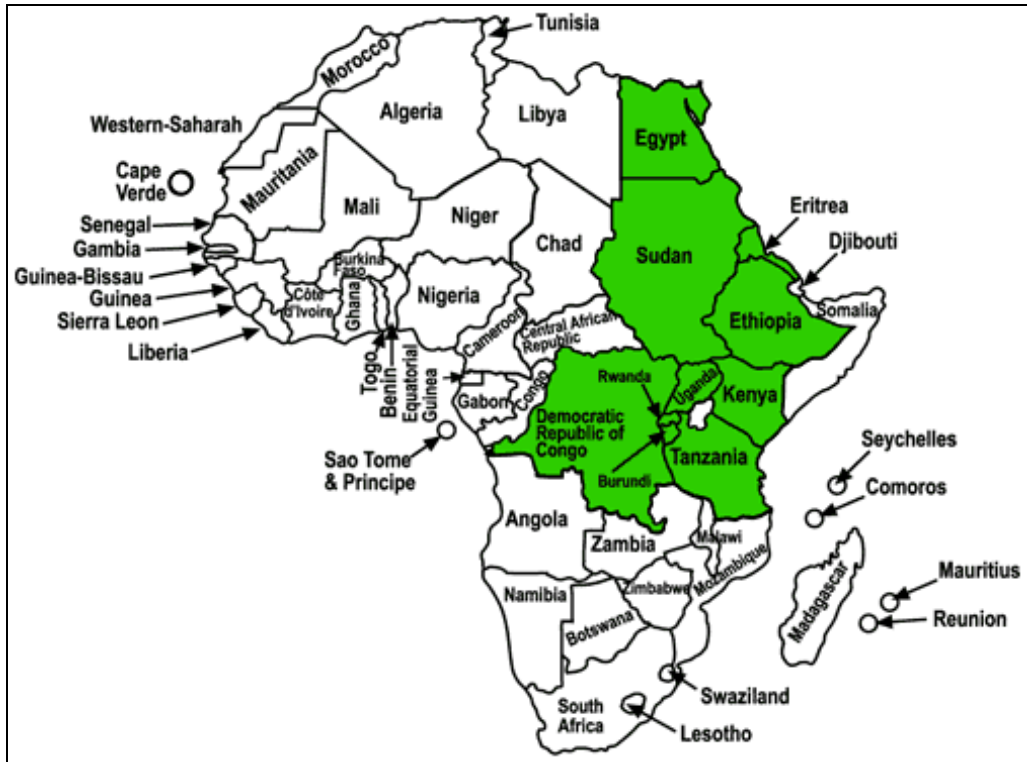 Tunisia
Morocco
Algeria
Libya
Egypt
Western-Saharah
Cape
Verde
Mauritania
Mali
Niger
Chad
Sudan
Eritrea
Djibouti
Senegal
Gambia
Guinea-Bissau
Guinea
Sierra Leon
Liberia
Burkina
Faso
Côte
d'Ivoire
Ghana
Togo
Benin
Nigeria
Cameroon
Central African
Republic
Ethiopia
Somalia
Equatorial
Guinea
Gabon
Congo
Rwanda
Uganda
Kenya
Democratic
Republic of
Congo
Burundi
Tanzania
Sao Tome
& Principe
Seychelles
Comoros
Angola
Zambia
Malawi
Mozambique
Namibia
Zimbabwe
Botswana
Madagascar
Mauritius
Reunion
South
Africa
Swaziland
Lesotho